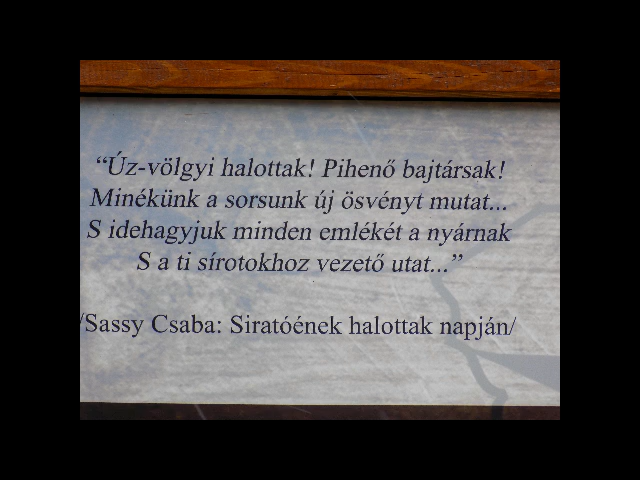 “Úz-völgyi halottak! Pihenő bajtársak!
Minékünk a sorsunk új ösvényt mutat...
S idehagyjuk minden emlékét a nyárnak
S a ti sírotokhoz vezető utat...”
/Sassy Csaba: Siratóének halottak napján/